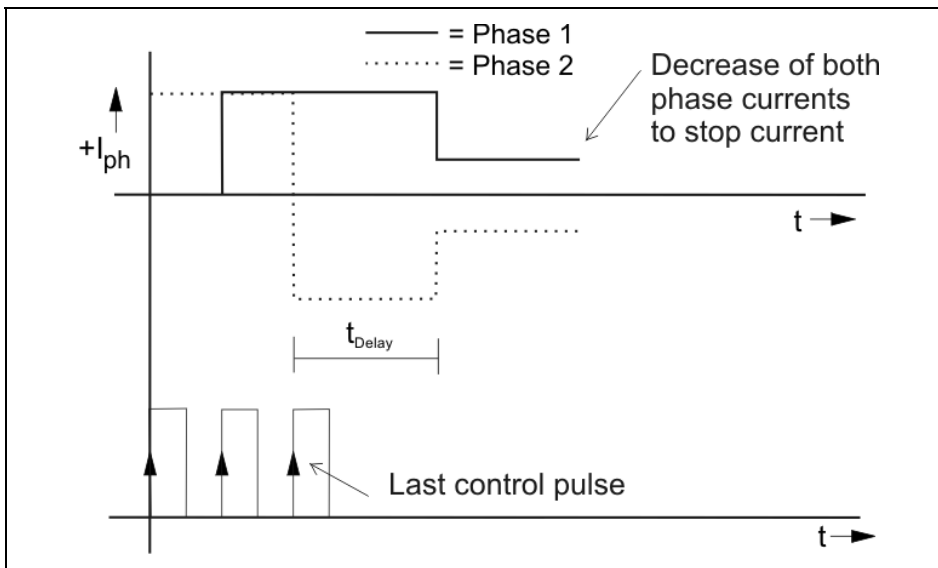 = Phase 1
= Phase 2
Decrease of both
phase currents
to stop current
+Iph
t
tDelay
Last control pulse
t